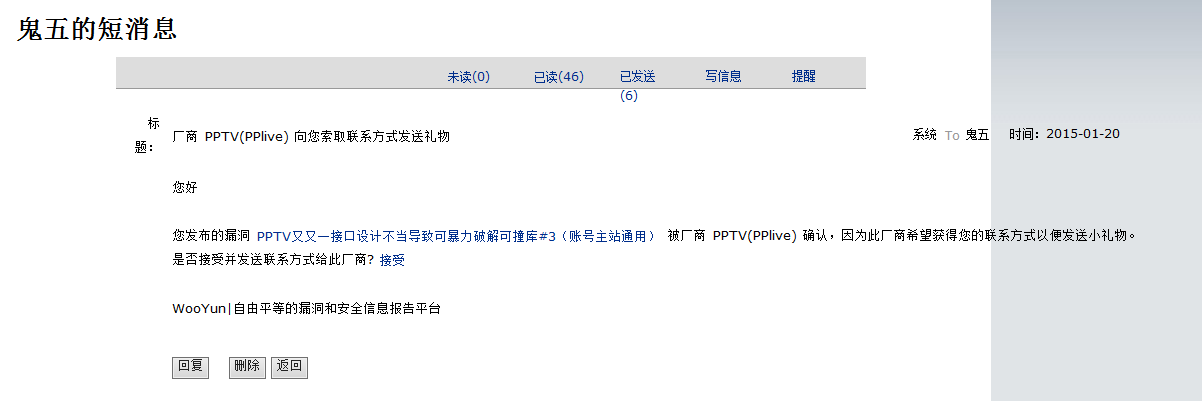 鬼五的短消息
未读(0) 已读(46) 已发送 写信息 提醒
(6)
标
题：
厂商 PPTV(PPlive) 向您索取联系方式发送礼物 系统 To 鬼五 时间：2015-01-20
您好
您发布的漏洞 PPTV又又一接口设计不当导致可暴力破解可撞库#3（账号主站通用） 被厂商 PPTV(PPlive) 确认，因为此厂商希望获得您的联系方式以便发送小礼物。
是否接受并发送联系方式给此厂商? 接受
WooYun|自由平等的漏洞和安全信息报告平台
回复 删除 返回